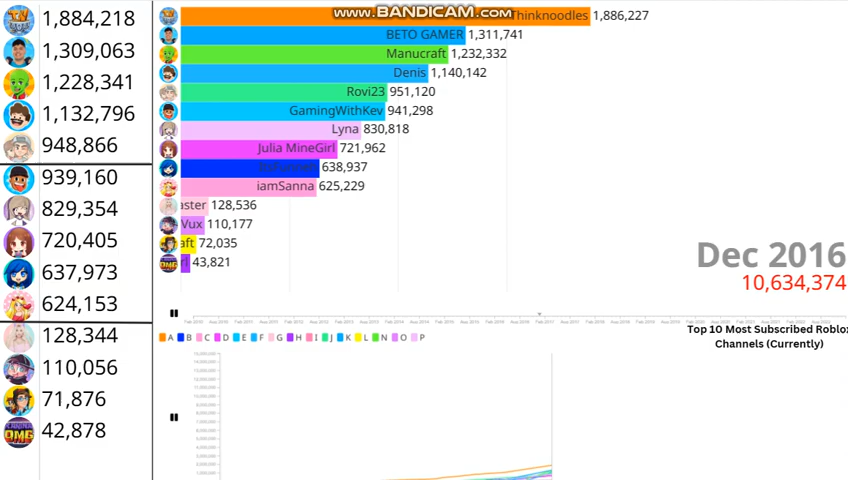 1,884,218
1,309,063
1,228,341
1,132,796
948,866
939,160
829,354
720,405
637,973
624,153
128,344
110,056
71,876
42,878
www.BANDICAM.com
Thinknoodles 1,886,227
BETO GAMER 1,311,741
Manucraft 1,232,332
Denis 1,140,142
Rovi23 951,120
GamingWithKev 941,298
Lyna 830,818
Julia MineGirl 721,962
638,937
iamSanna 625,229
aster 128,536
Vux 110,177
aft 72,035
43,821
Dec 2016
10,634,374
Top 10 Most Subscribed Roblox
Channels (Currently)
A B C D E F G H I J K L N O P